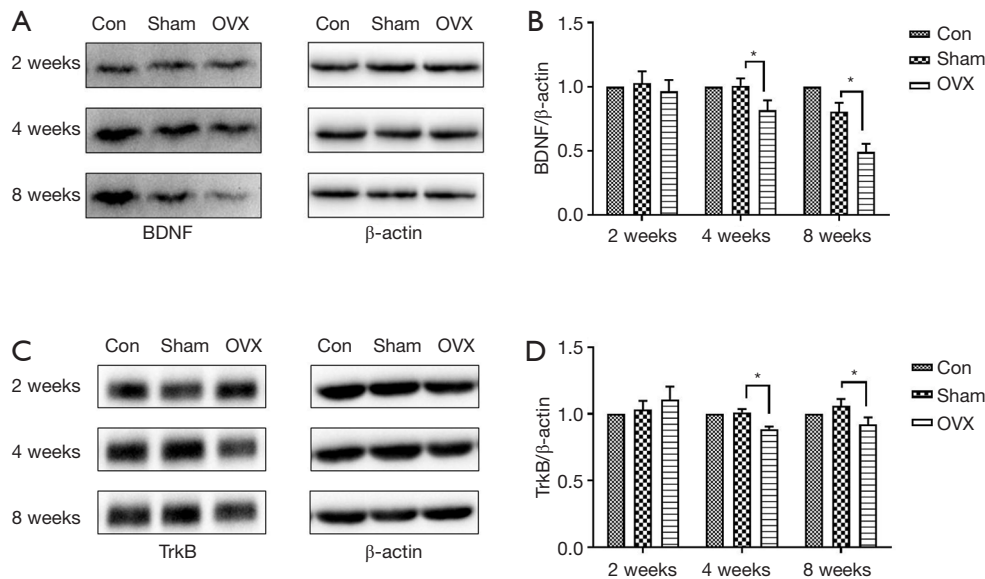 A
Con Sham OVX
2 weeks
4 weeks
8 weeks
BDNF
β-actin
B
1.5
1.0
0.5
0.0
BDNF/β-actin
*
*
2 weeks 4 weeks 8 weeks
Con
Sham
OVX
C
Con Sham OVX
Con Sham OVX
2 weeks
4 weeks
8 weeks
TrkB
β-actin
D
1.5
1.0
0.5
0.0
TrkB/β-actin
*
*
2 weeks 4 weeks 8 weeks
Con
Sham
OVX